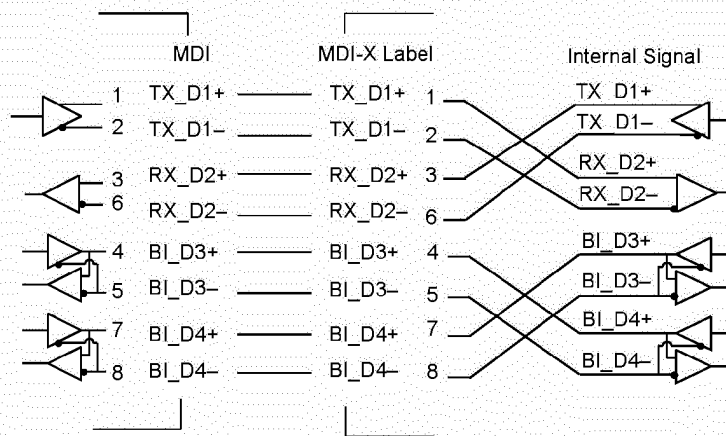 MDI MDI-X Label Internal Signal
1 TX_D1+ TX_D1+ 1 TX_D1+
2 TX_D1– TX_D1– 2 TX_D1–
3 RX_D2+ RX_D2+ 3 RX_D2+
6 RX_D2– RX_D2– 6 RX_D2–
4 BI_D3+ BI_D3+ 4 BI_D3+
5 BI_D3– BI_D3– 5 BI_D3–
7 BI_D4+ BI_D4+ 7 BI_D4+
8 BI_D4– BI_D4– 8 BI_D4–